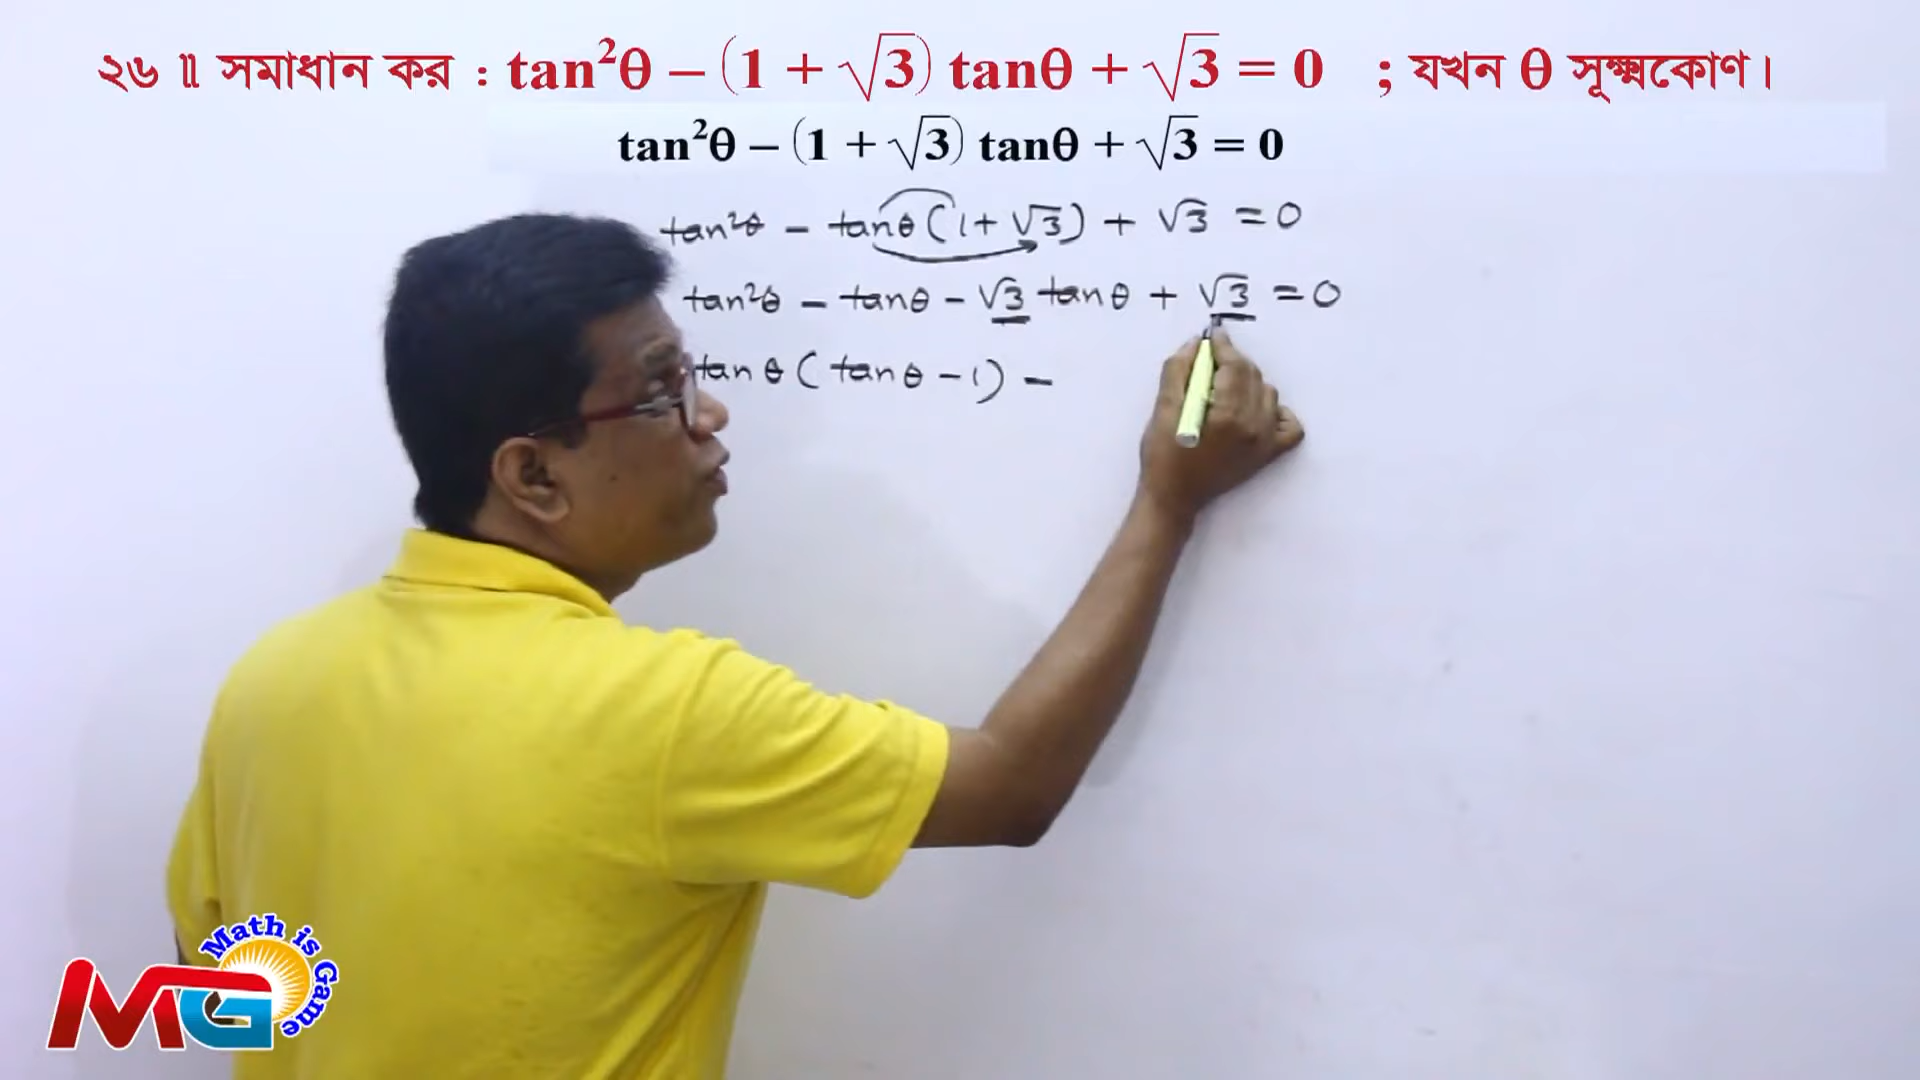 ২৬ ॥ সমাধান কর : tan²θ – (1 + √3) tanθ + √3 = 0 ; যখন θ সূক্ষ্মকোণ।
tan²θ – (1 + √3) tanθ + √3 = 0
tan²θ – tanθ (1 + √3) + √3 = 0
tan²θ – tanθ – √3 tanθ + √3 = 0
tanθ (tanθ – 1) –
Math is Game
MG